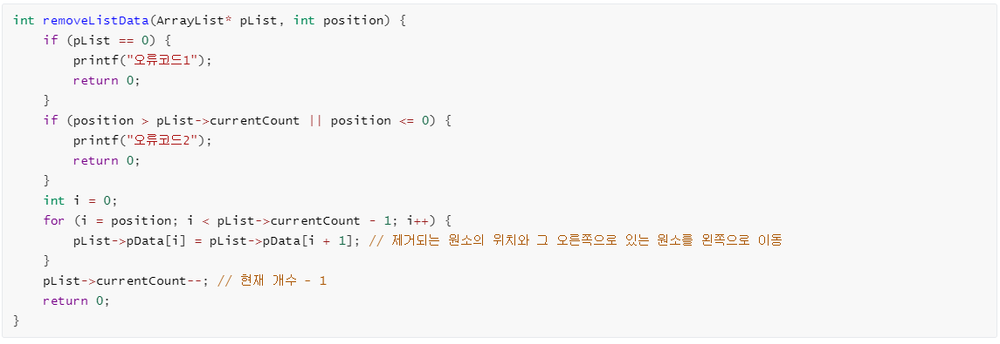 int removeListData(ArrayList* pList, int position) {
    if (pList == 0) {
        printf("오류코드1");
        return 0;
    }
    if (position > pList->currentCount || position <= 0) {
        printf("오류코드2");
        return 0;
    }
    int i = 0;
    for (i = position; i < pList->currentCount - 1; i++) {
        pList->pData[i] = pList->pData[i + 1]; // 제거되는 원소의 위치와 그 오른쪽으로 있는 원소를 왼쪽으로 이동
    }
    pList->currentCount--; // 현재 개수 - 1
    return 0;
}